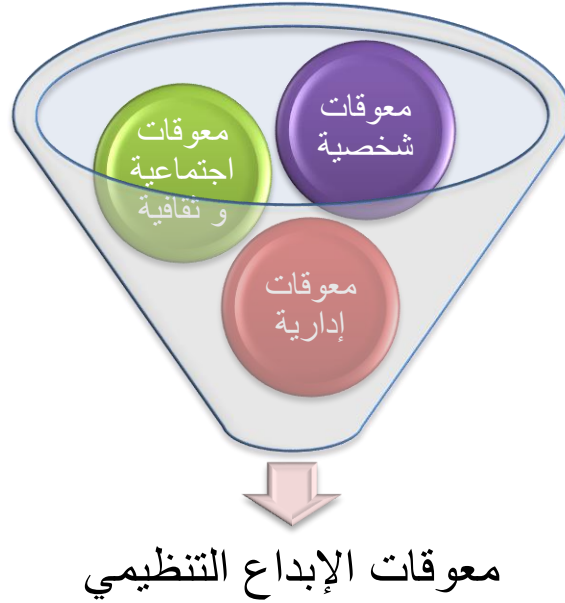 معوقات
شخصية
معوقات
اجتماعية
و ثقافية
معوقات
إدارية
معوقات الإبداع التنظيمي